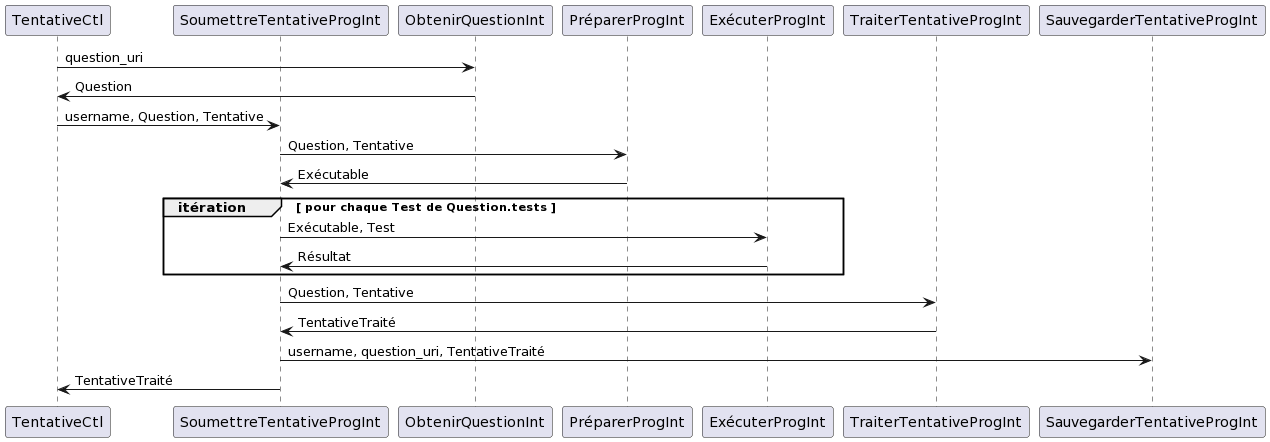 TentativeCtl
SoumettreTentativeProgInt
ObtenirQuestionInt
PréparerProgInt
ExécuterProgInt
TraiterTentativeProgInt
SauvegarderTentativeProgInt
question_uri
Question
username, Question, Tentative
Question, Tentative
Exécutable
itération
[ pour chaque Test de Question.tests ]
Exécutable, Test
Résultat
Question, Tentative
TentativeTraité
username, question_uri, TentativeTraité
TentativeTraité
TentativeCtl
SoumettreTentativeProgInt
ObtenirQuestionInt
PréparerProgInt
ExécuterProgInt
TraiterTentativeProgInt
SauvegarderTentativeProgInt